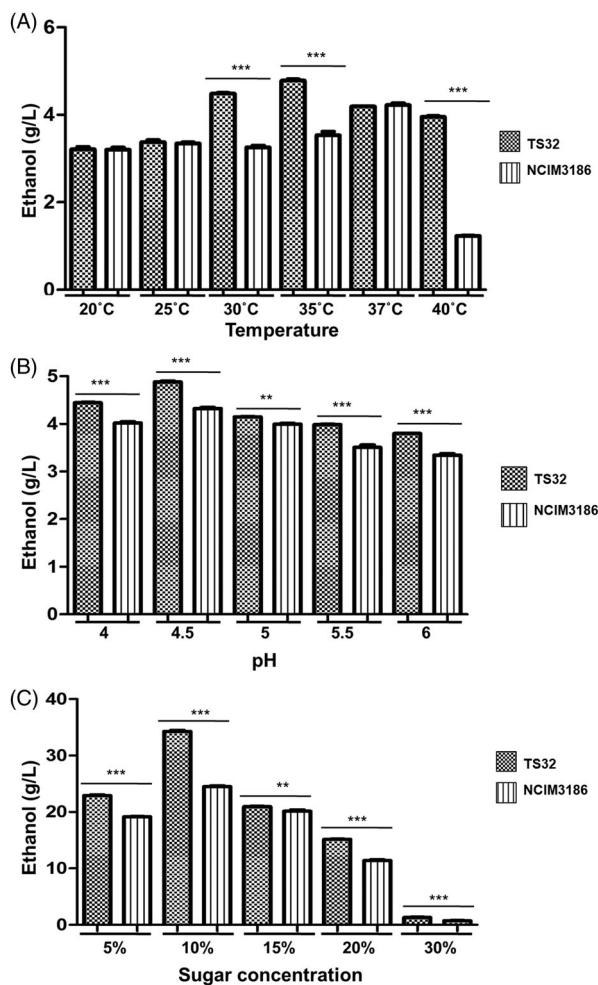 (A)
6
4
2
0
Ethanol (g/L)
***
***
***
TS32
NCIM3186
20˚C 25˚C 30˚C 35˚C 37˚C 40˚C
Temperature
(B)
5
4
3
2
1
0
Ethanol (g/L)
***
***
**
***
***
TS32
NCIM3186
4 4.5 5 5.5 6
pH
(C)
40
30
20
10
0
Ethanol (g/L)
***
***
**
***
***
TS32
NCIM3186
5% 10% 15% 20% 30%
Sugar concentration